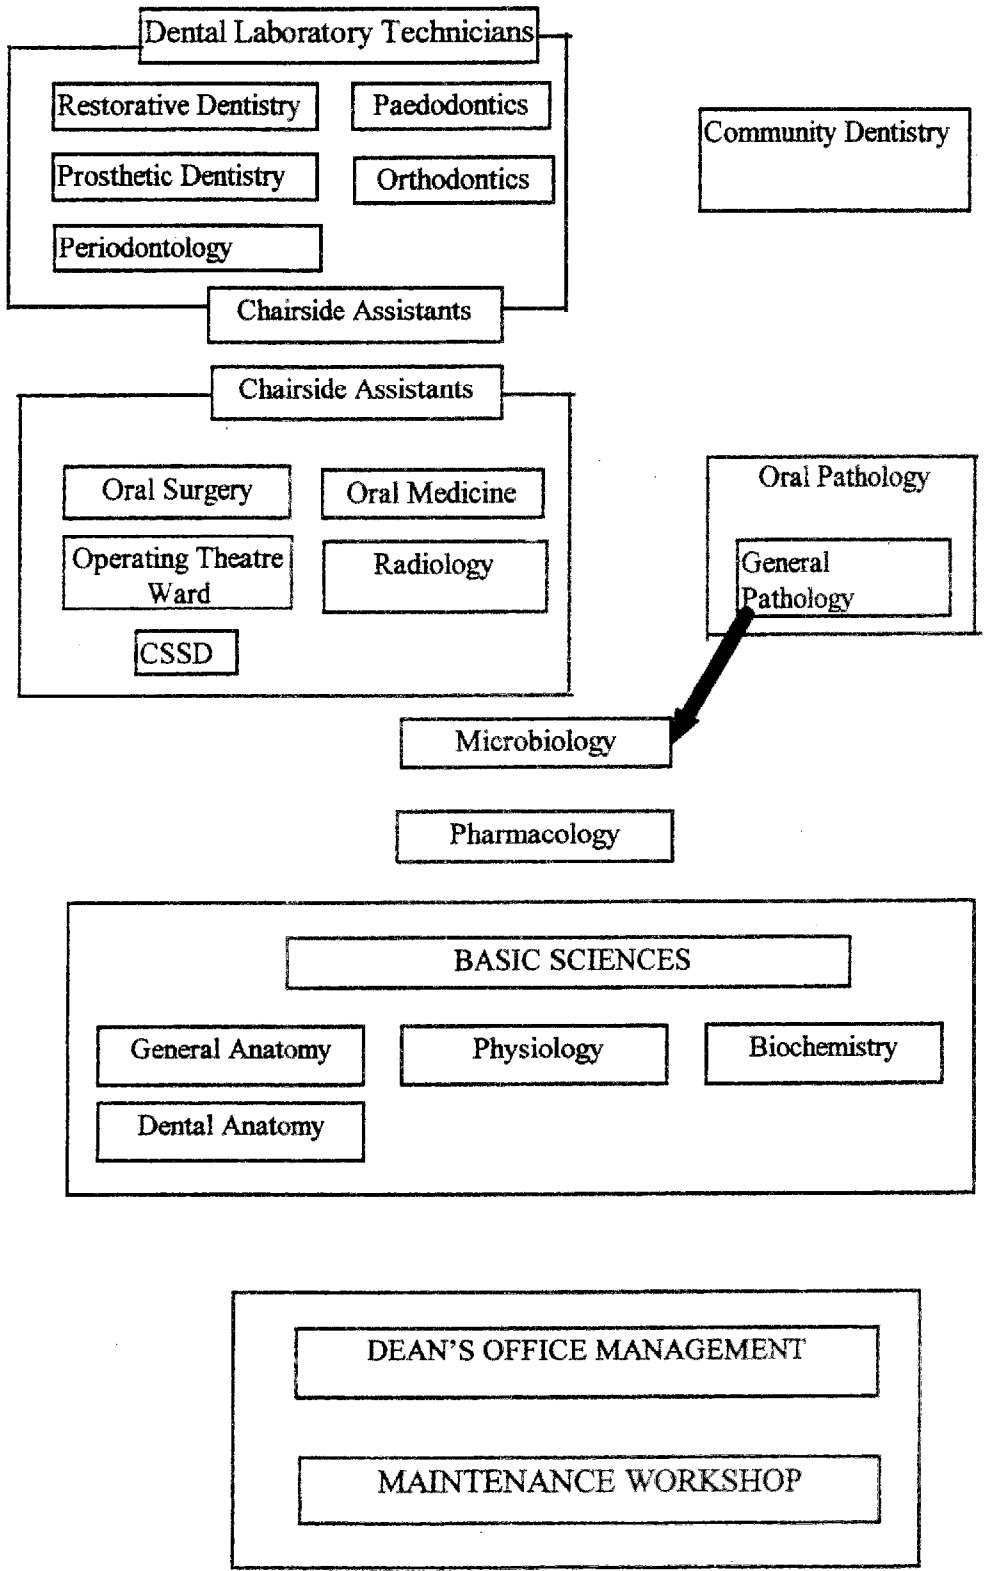 Dental Laboratory Technicians
Restorative Dentistry
Paedodontics
Community Dentistry
Prosthetic Dentistry
Orthodontics
Periodontology
Chairside Assistants
Chairside Assistants
Oral Surgery
Oral Medicine
Oral Pathology
Operating Theatre
Ward
Radiology
General
Pathology
CSSD
Microbiology
Pharmacology
BASIC SCIENCES
General Anatomy
Physiology
Biochemistry
Dental Anatomy
DEAN'S OFFICE MANAGEMENT
MAINTENANCE WORKSHOP